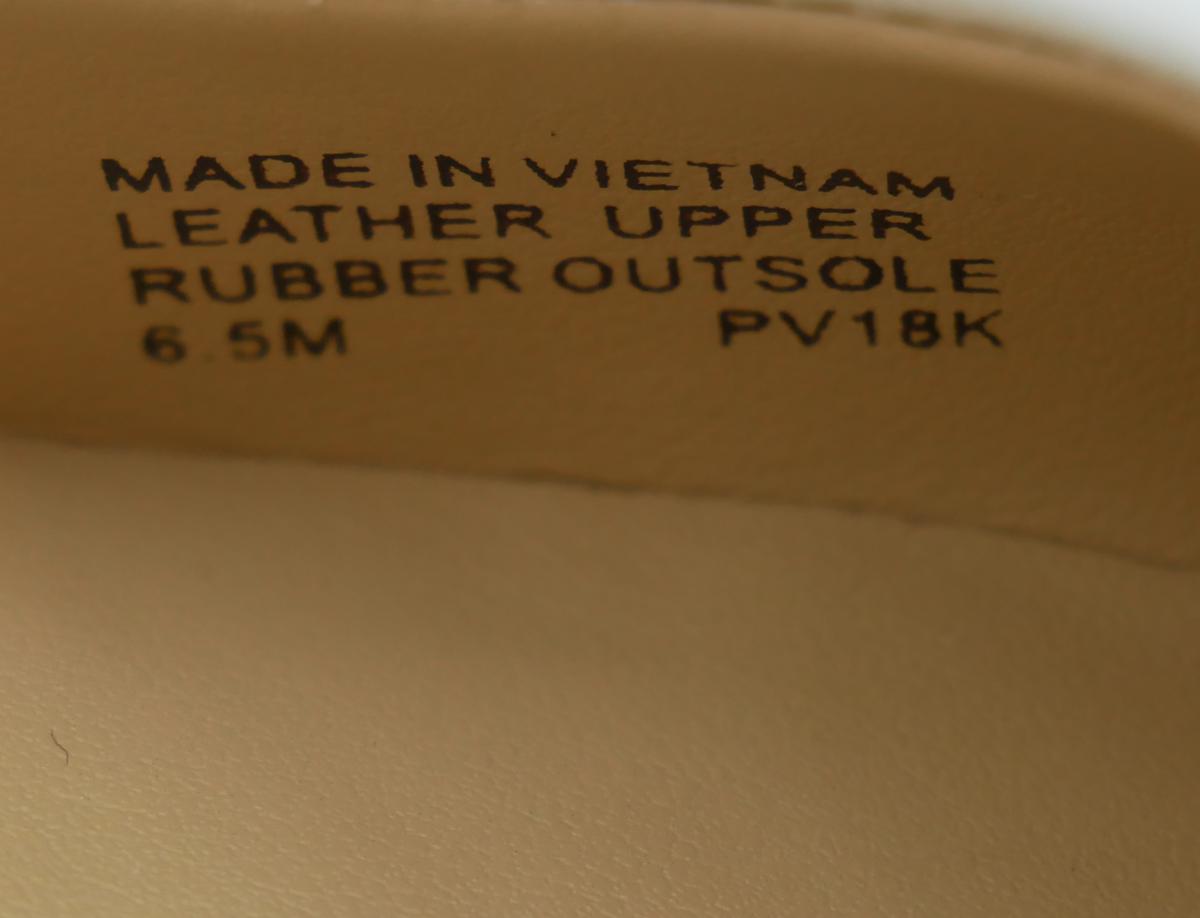 MADE IN VIETNAM
LEATHER UPPER
RUBBER OUTSOLE
6.5M PV18K